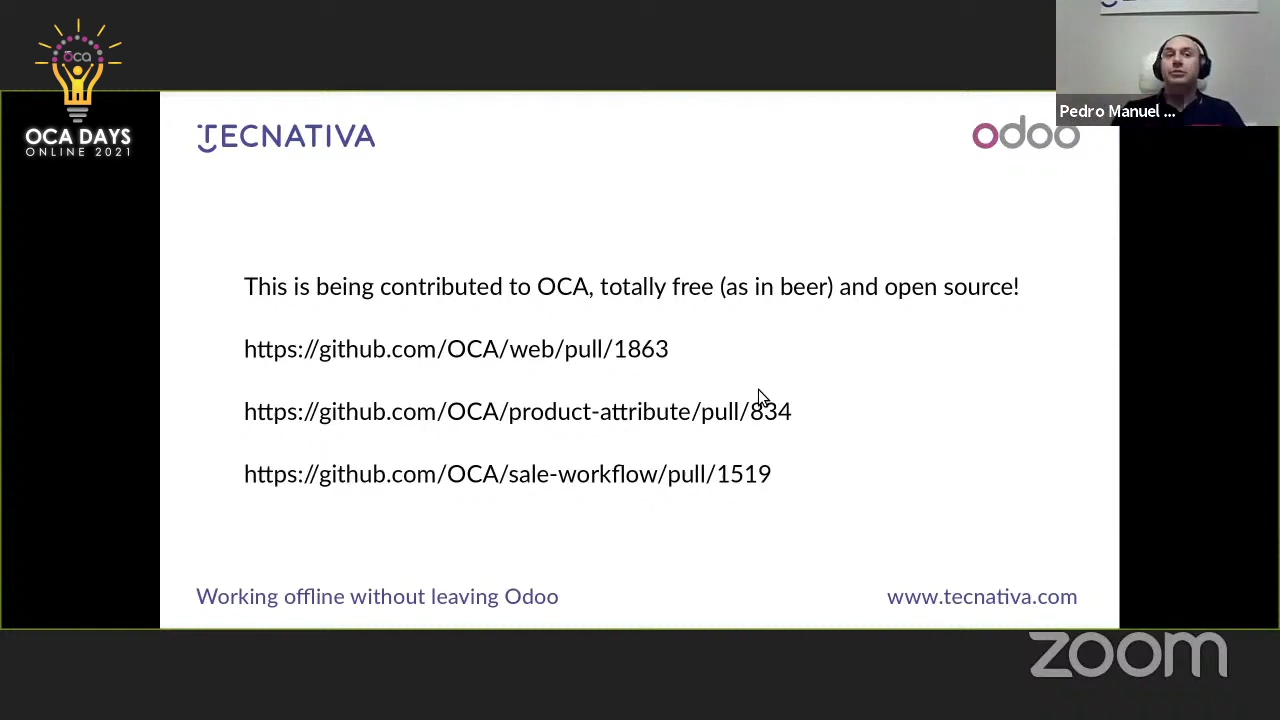 oca
OCA DAYS
ONLINE 2021
TECNATIVA
odoo
Pedro Manuel ...
This is being contributed to OCA, totally free (as in beer) and open source!
https://github.com/OCA/web/pull/1863
https://github.com/OCA/product-attribute/pull/834
https://github.com/OCA/sale-workflow/pull/1519
Working offline without leaving Odoo
www.tecnativa.com
zoom